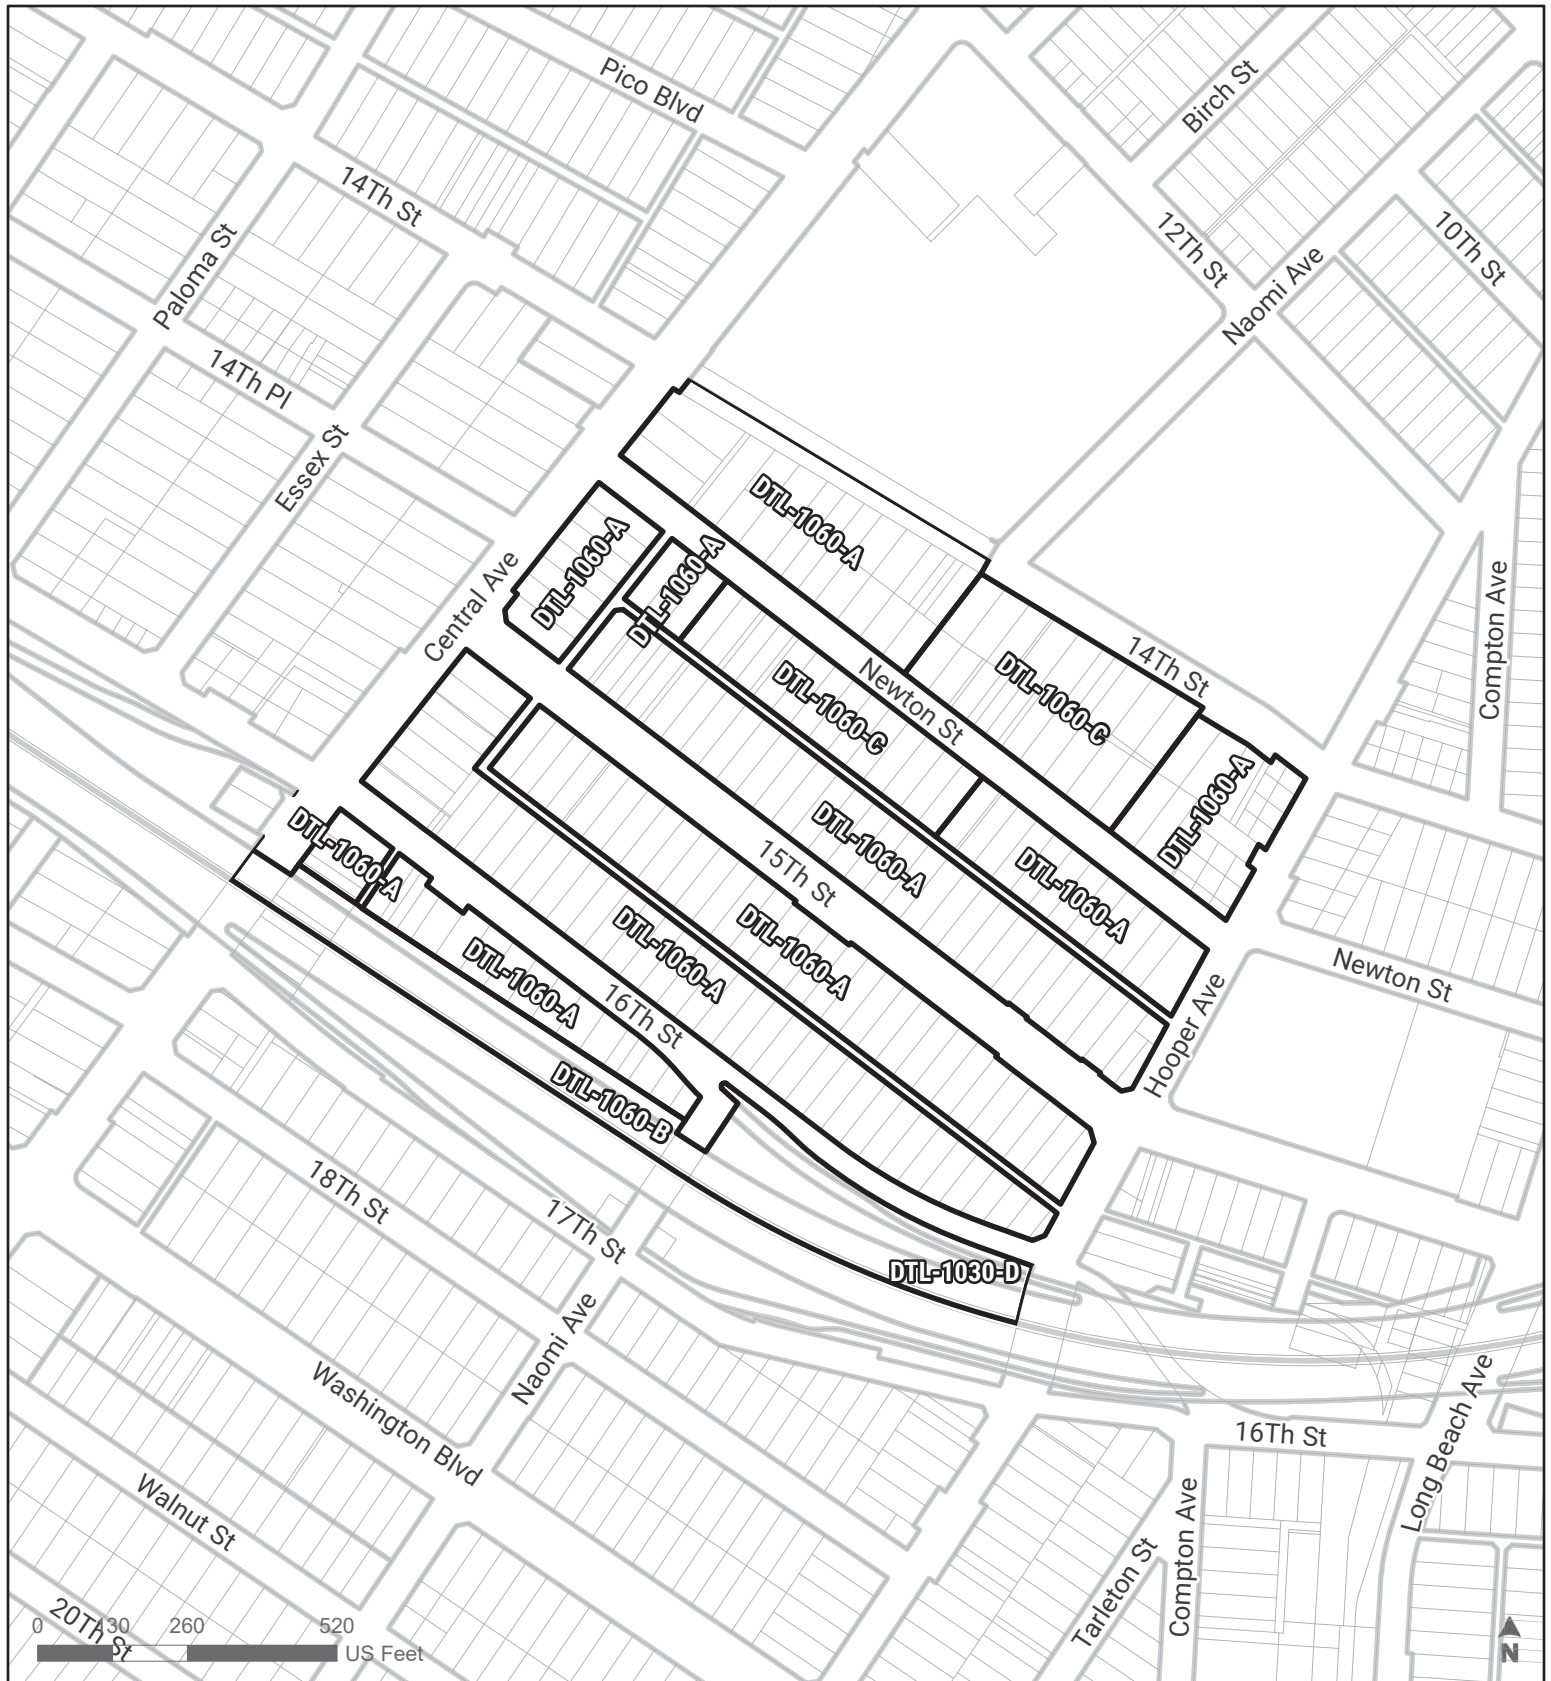 Pico Blvd
Birch St
14Th St
12Th St
10Th St
Paloma St
Naomi Ave
14Th Pl
Essex St
DTL-1060-A
DTL-1060-A
DTL-1060-A
Central Ave
Compton Ave
14Th St
DTL-1060-C
Newton St
DTL-1060-C
DTL-1060-A
DTL-1060-A
15Th St
DTL-1060-A
DTL-1060-A
DTL-1060-A
DTL-1060-A
DTL-1060-A
16Th St
Newton St
Hooper Ave
DTL-1060-B
18Th St
17Th St
DTL-1030-D
Naomi Ave
Washington Blvd
Long Beach Ave
16Th St
Walnut St
Compton Ave
Tarleton St
20Th St
0 130 260 520
US Feet
N